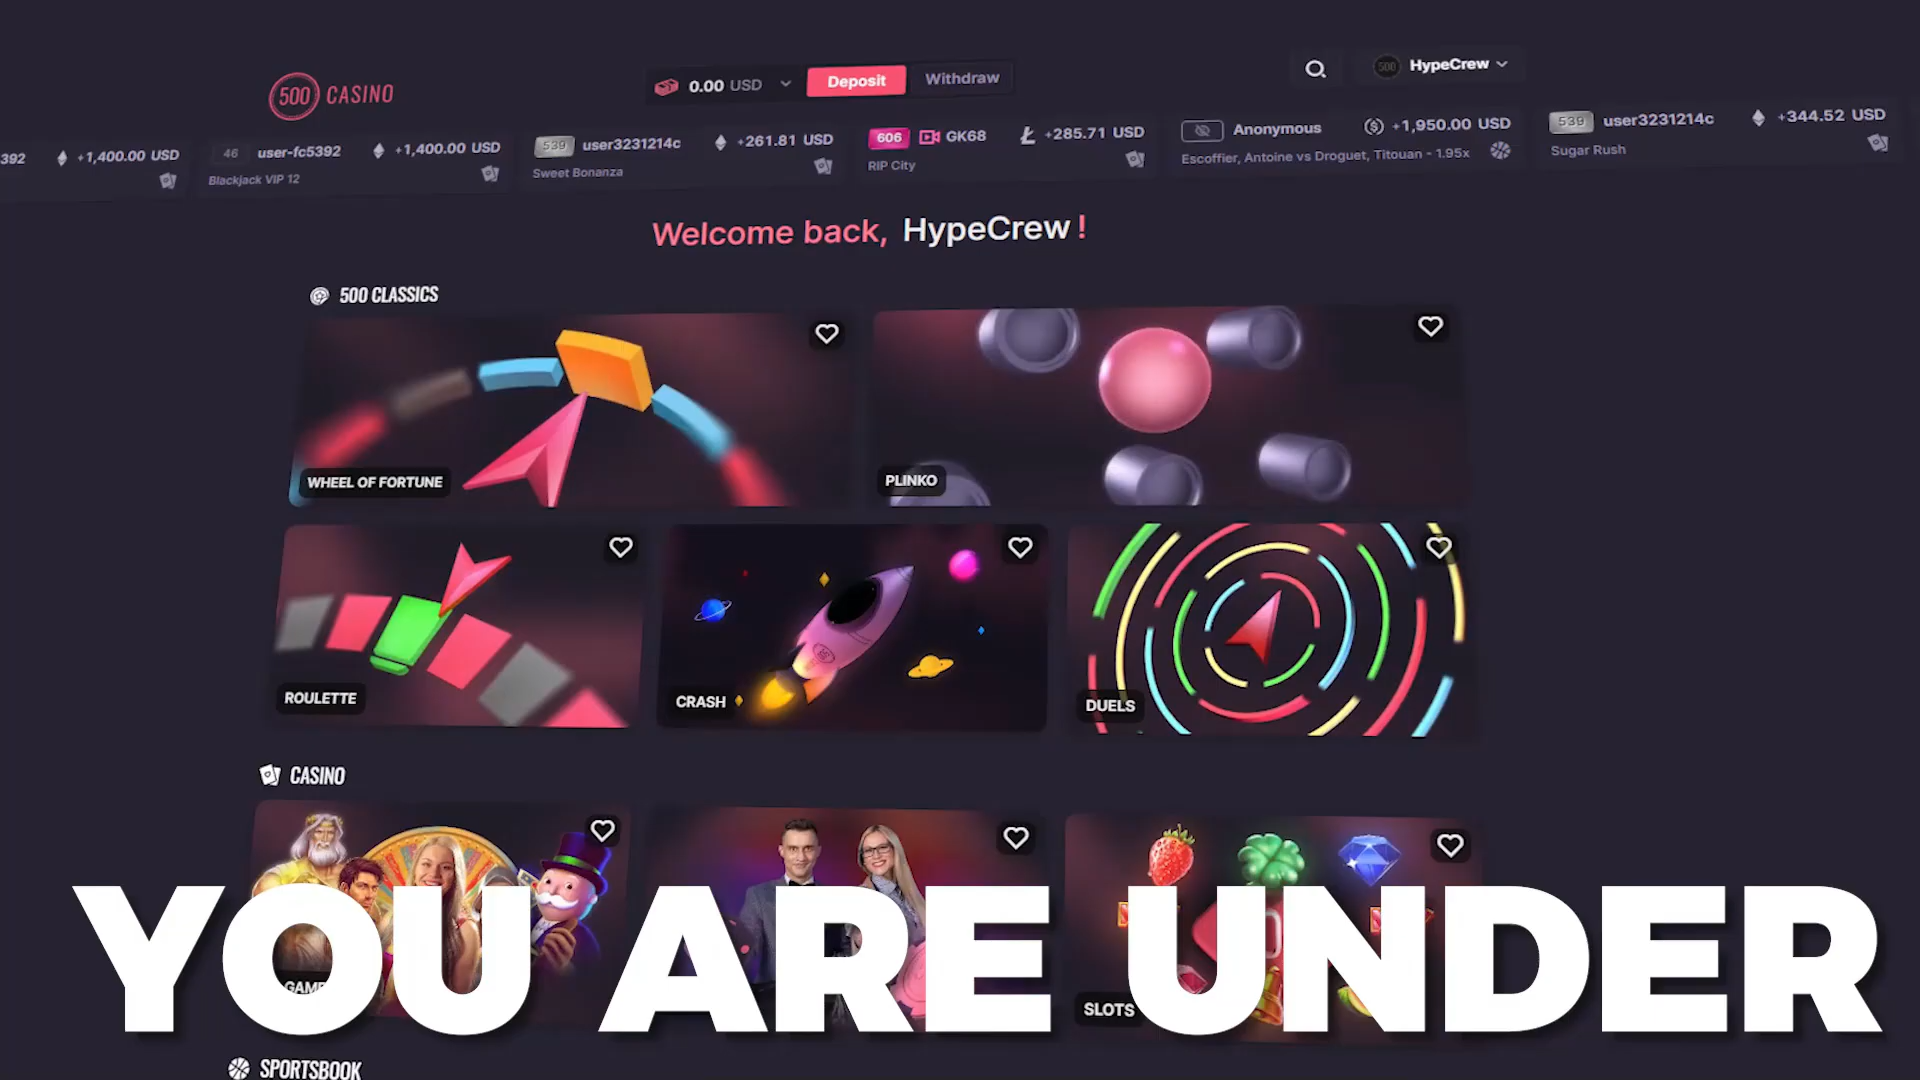 500 CASINO
0.00 USD
Deposit
Withdraw
500
HypeCrew
392
+1,400.00 USD
46 user-fc5392 +1,400.00 USD
Blackjack VIP 12
539 user3231214c +261.81 USD
Sweet Bonanza
606 GK68 +285.71 USD
RIP City
Anonymous +1,950.00 USD
Escoffier, Antoine vs Droguet, Titouan - 1.95x
539 user3231214c +344.52 USD
Sugar Rush
Welcome back, HypeCrew !
500 CLASSICS
WHEEL OF FORTUNE
PLINKO
ROULETTE
CRASH
DUELS
CASINO
GAME
SLOTS
YOU ARE UNDER
SPORTSBOOK